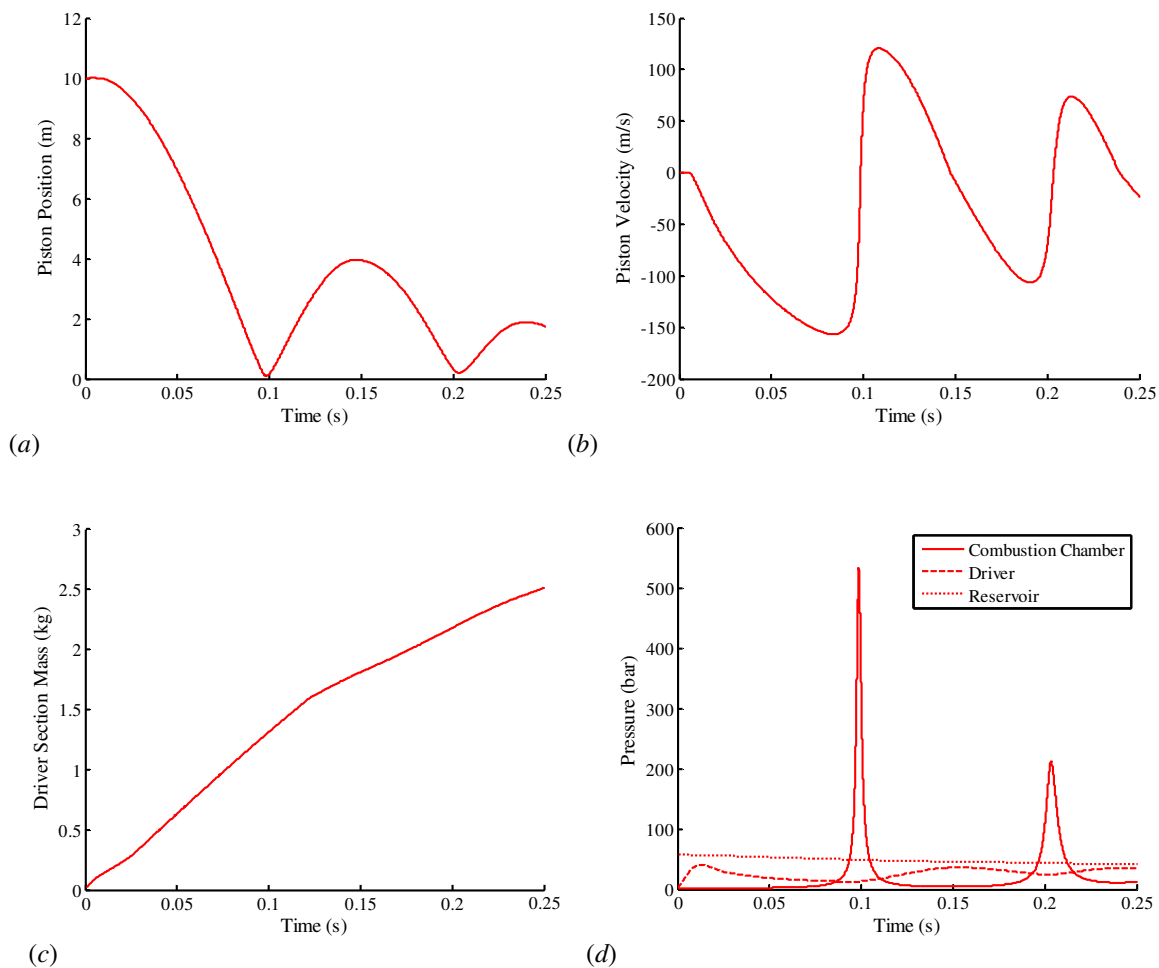 12
10
8
6
4
2
0
Piston Position (m)
0 0.05 0.1 0.15 0.2 0.25
Time (s)
(a)
150
100
50
0
-50
-100
-150
-200
Piston Velocity (m/s)
0 0.05 0.1 0.15 0.2 0.25
Time (s)
(b)
3
2.5
2
1.5
1
0.5
0
Driver Section Mass (kg)
0 0.05 0.1 0.15 0.2 0.25
Time (s)
(c)
600
500
400
300
200
100
0
Pressure (bar)
Combustion Chamber
Driver
Reservoir
0 0.05 0.1 0.15 0.2 0.25
Time (s)
(d)